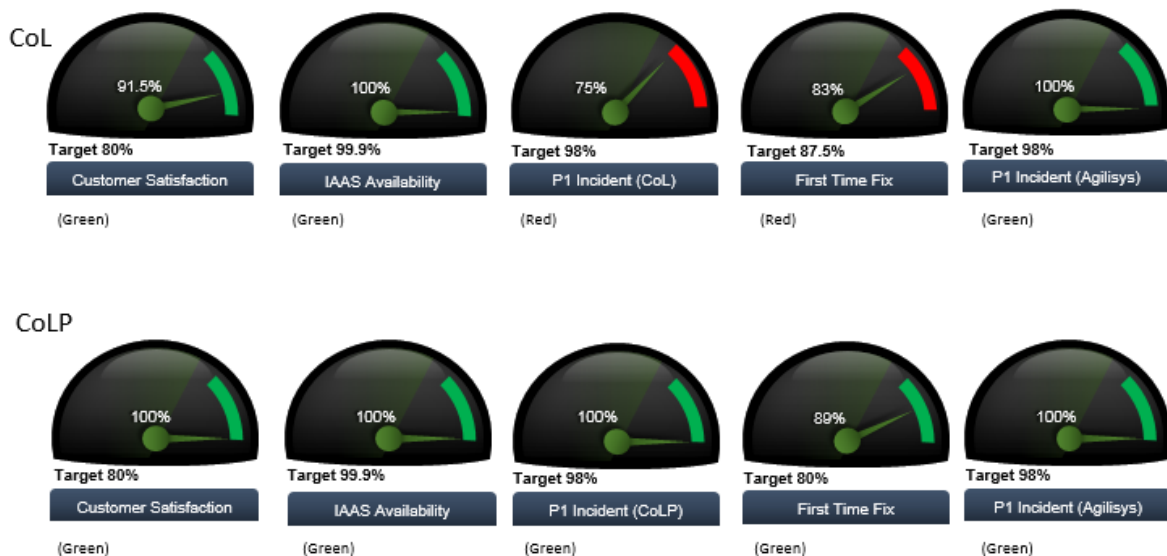 CoL
91.5%
100%
75%
83%
100%
Target 80%
Target 99.9%
Target 98%
Target 87.5%
Target 98%
Customer Satisfaction
IAAS Availability
P1 Incident (CoL)
First Time Fix
P1 Incident (Agilisys)
(Green)
(Green)
(Red)
(Red)
(Green)
CoLP
100%
100%
100%
89%
100%
Target 80%
Target 99.9%
Target 98%
Target 80%
Target 98%
Customer Satisfaction
IAAS Availability
P1 Incident (CoLP)
First Time Fix
P1 Incident (Agilisys)
(Green)
(Green)
(Green)
(Green)
(Green)